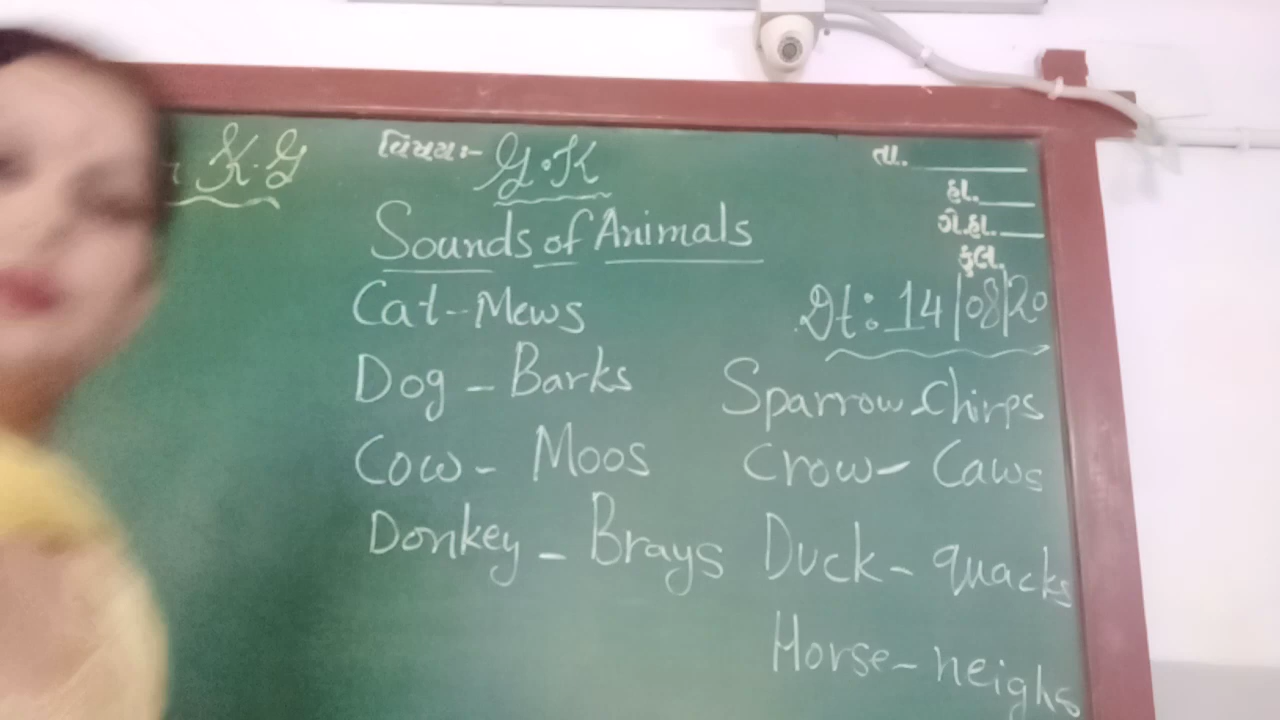 K.G
વિષય:- G.K
તા.
હા.
ગે.હા.
કુલ.
Sounds of Animals
Dt: 14/08/20
Cat - Mews
Dog - Barks
Cow - Moos
Donkey - Brays
Sparrow - Chirps
Crow - Caws
Duck - quacks
Horse - neighs